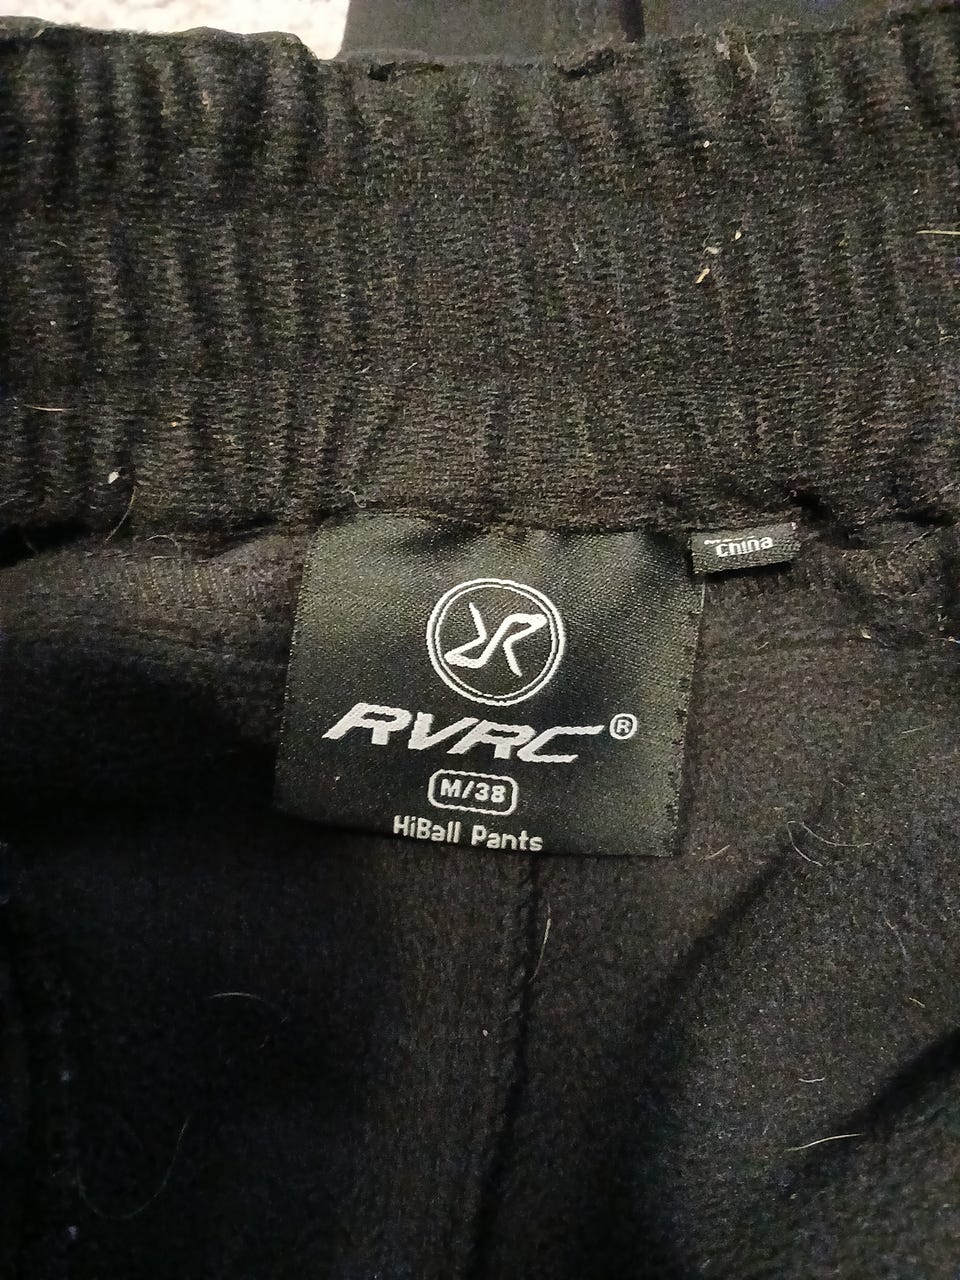 China
RVRC®
M/38
HiBall Pants